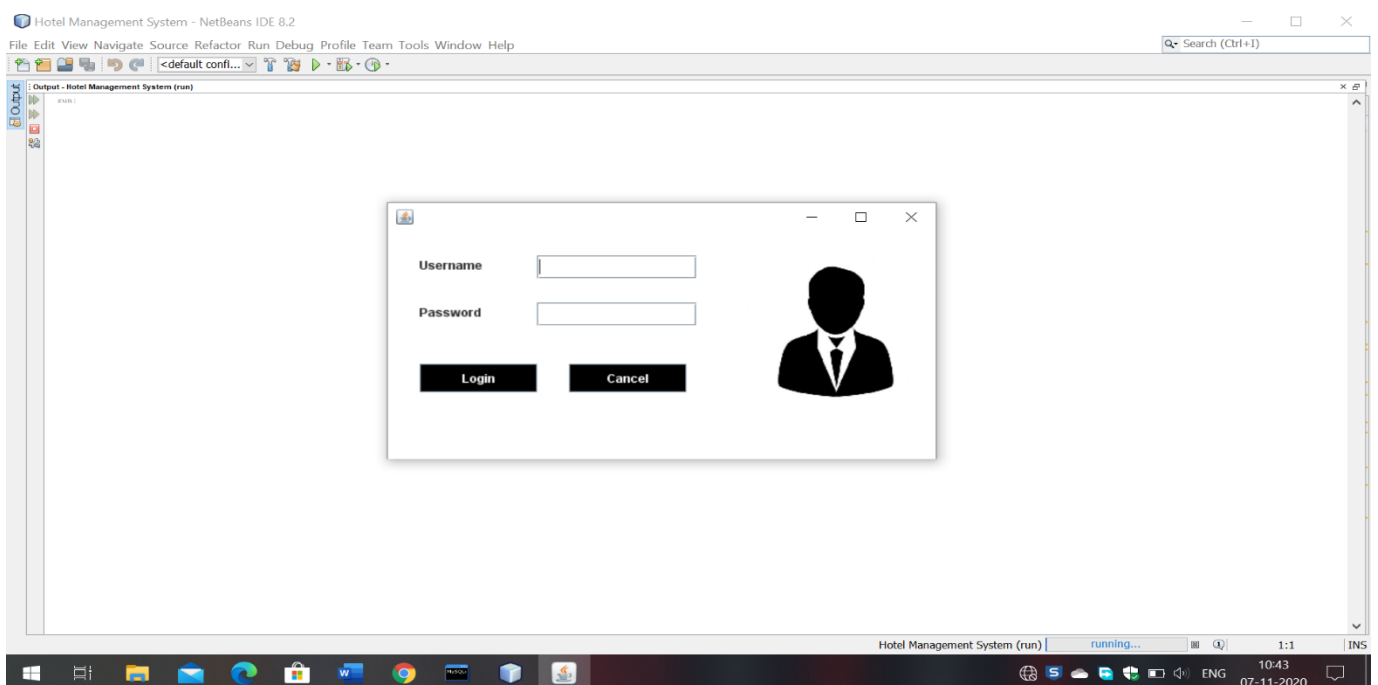 Hotel Management System - NetBeans IDE 8.2
File Edit View Navigate Source Refactor Run Debug Profile Team Tools Window Help
Search (Ctrl+I)
<default confi...
Output - Hotel Management System (run)
Output
run:
Username
Password
Login Cancel
Hotel Management System (run) running... 1:1 INS
ENG 10:43
07-11-2020